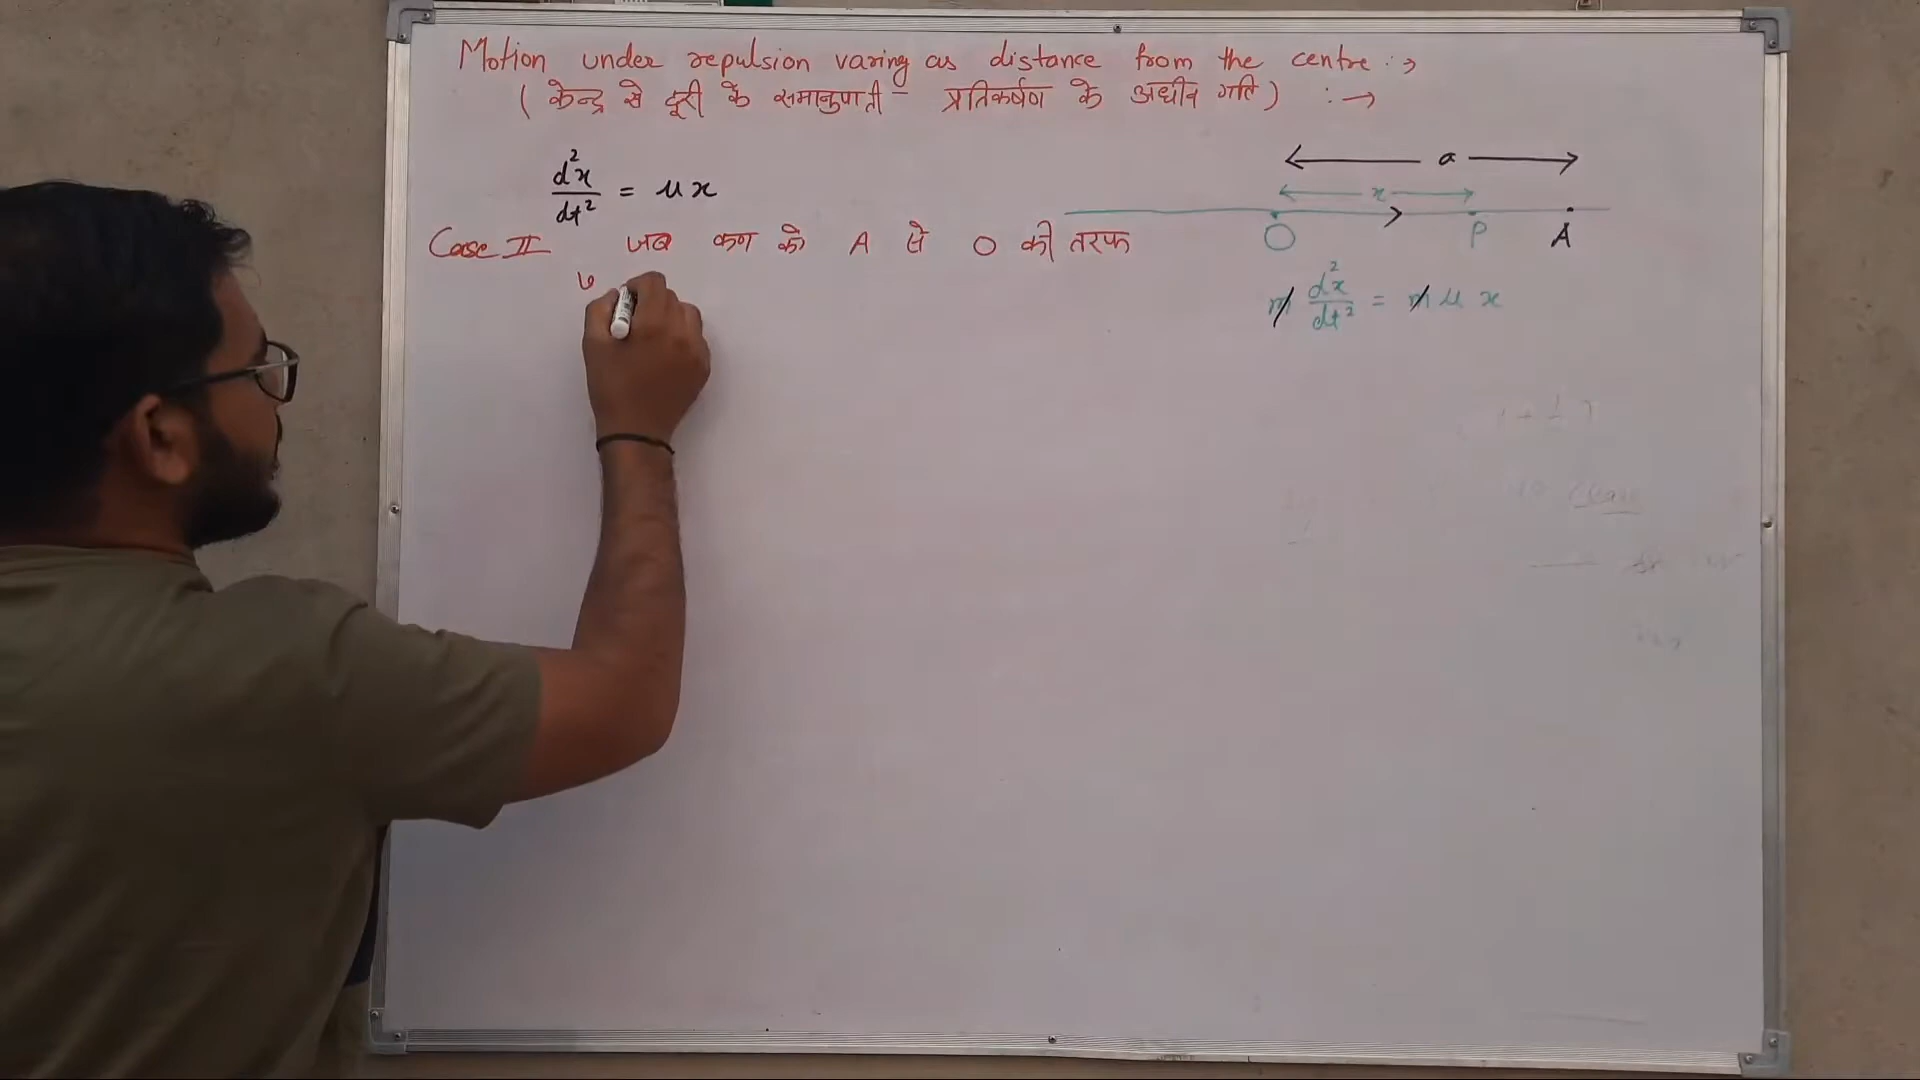 Motion under repulsion varing as distance from the centre :→
( केन्द्र से दूरी के समानुपाती - प्रतिकर्षण के अधीन गति ) :→
d²x/dt² = μx
← a →
← x →
O P A
Case II जब कण को A से O की तरफ
m d²x/dt² = m μ x
clear